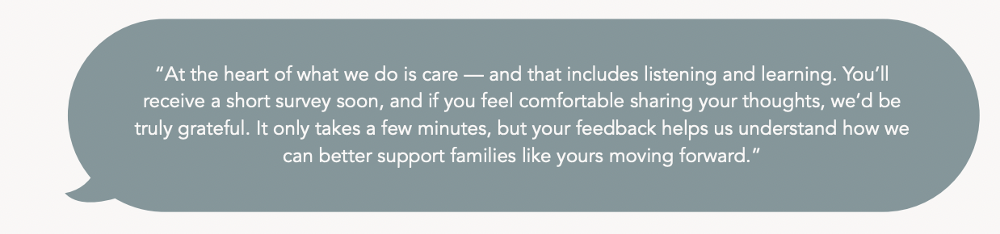 “At the heart of what we do is care — and that includes listening and learning. You’ll
receive a short survey soon, and if you feel comfortable sharing your thoughts, we’d be
truly grateful. It only takes a few minutes, but your feedback helps us understand how we
can better support families like yours moving forward.”